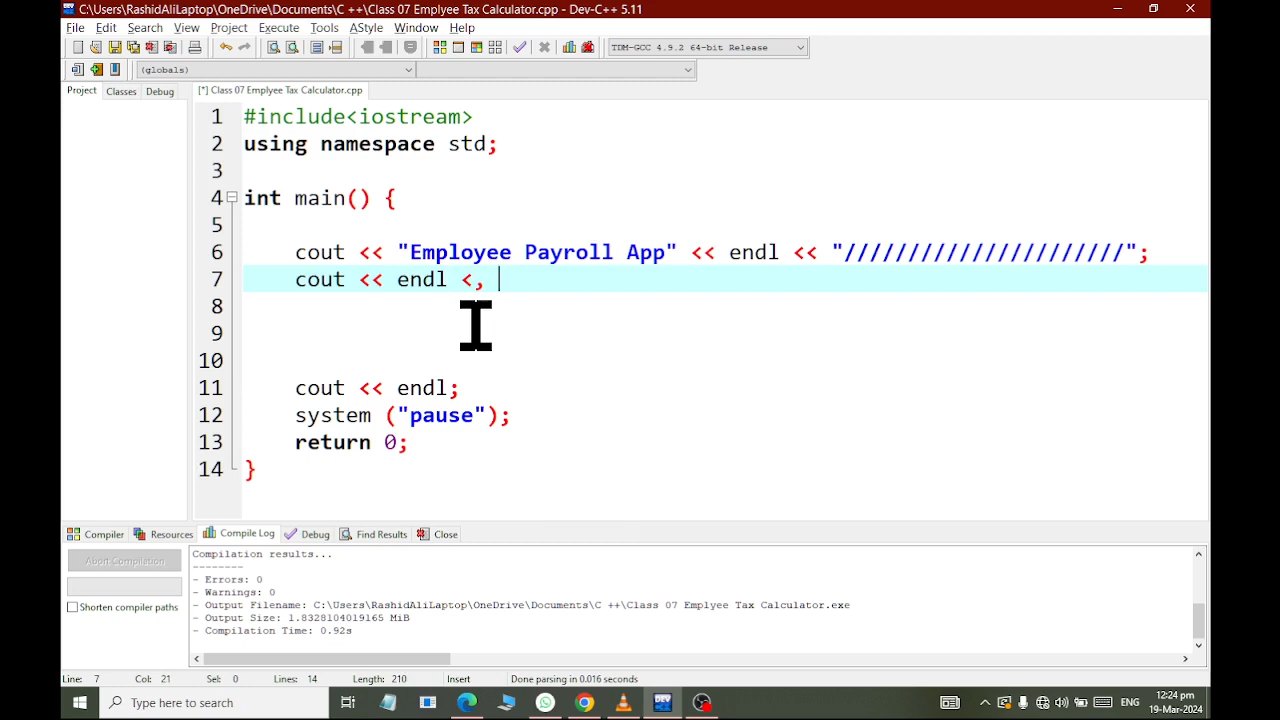 C:\Users\RashidAliLaptop\OneDrive\Documents\C ++\Class 07 Emplyee Tax Calculator.cpp - Dev-C++ 5.11
File Edit Search View Project Execute Tools AStyle Window Help
TDM-GCC 4.9.2 64-bit Release
(globals)
Project Classes Debug
[*] Class 07 Emplyee Tax Calculator.cpp
1 #include<iostream>
2 using namespace std;
3
4 int main() {
5
6 cout << "Employee Payroll App" << endl << "//////////////////////";
7 cout << endl <,
8
9
10
11 cout << endl;
12 system ("pause");
13 return 0;
14 }
Compiler Resources Compile Log Debug Find Results Close
Abort Compilation
Shorten compiler paths
Compilation results...
--------
- Errors: 0
- Warnings: 0
- Output Filename: C:\Users\RashidAliLaptop\OneDrive\Documents\C ++\Class 07 Emplyee Tax Calculator.exe
- Output Size: 1.8328104019165 MiB
- Compilation Time: 0.92s
Line: 7 Col: 21 Sel: 0 Lines: 14 Length: 210 Insert Done parsing in 0.016 seconds
Type here to search
DEV
ENG
12:24 pm
19-Mar-2024